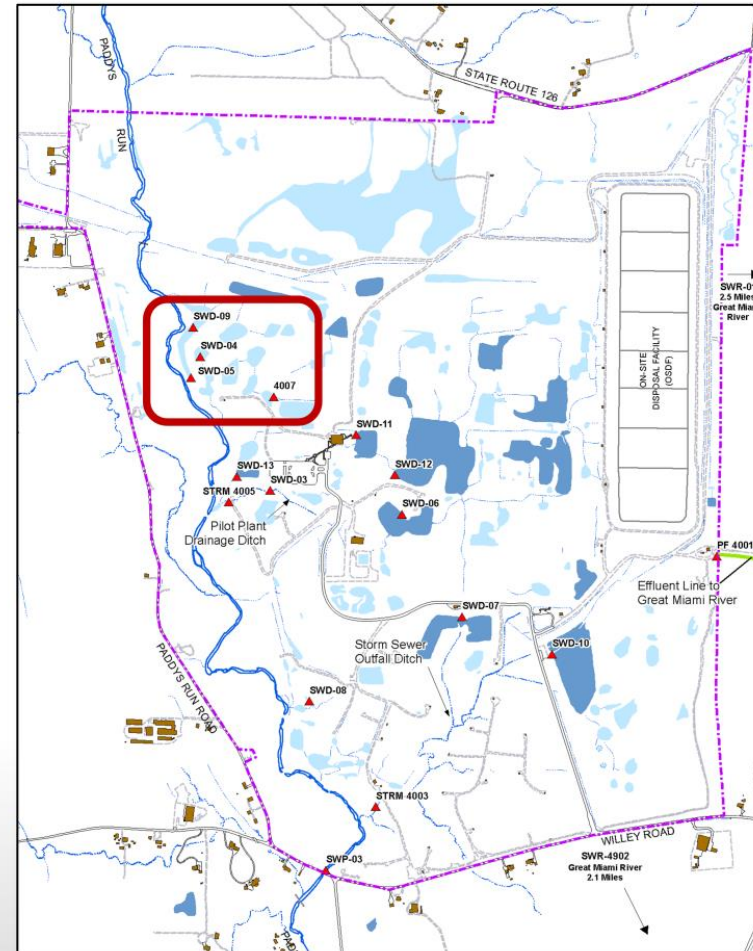 PADDYS
RUN
STATE ROUTE 126
SWR-01
2.5 Miles
Great Miami
River
SWD-09
SWD-04
SWD-05
4007
ON-SITE
DISPOSAL FACILITY
(OSDF)
SWD-11
SWD-12
SWD-13
SWD-03
STRM 4005
SWD-06
Pilot Plant
Drainage Ditch
PF 4001
Effluent Line to
Great Miami River
SWD-07
Storm Sewer
Outfall Ditch
SWD-10
PADDYS RUN ROAD
SWD-08
STRM 4003
WILLEY ROAD
SWR-4902
Great Miami River
2.1 Miles
SWP-03
PADDYS